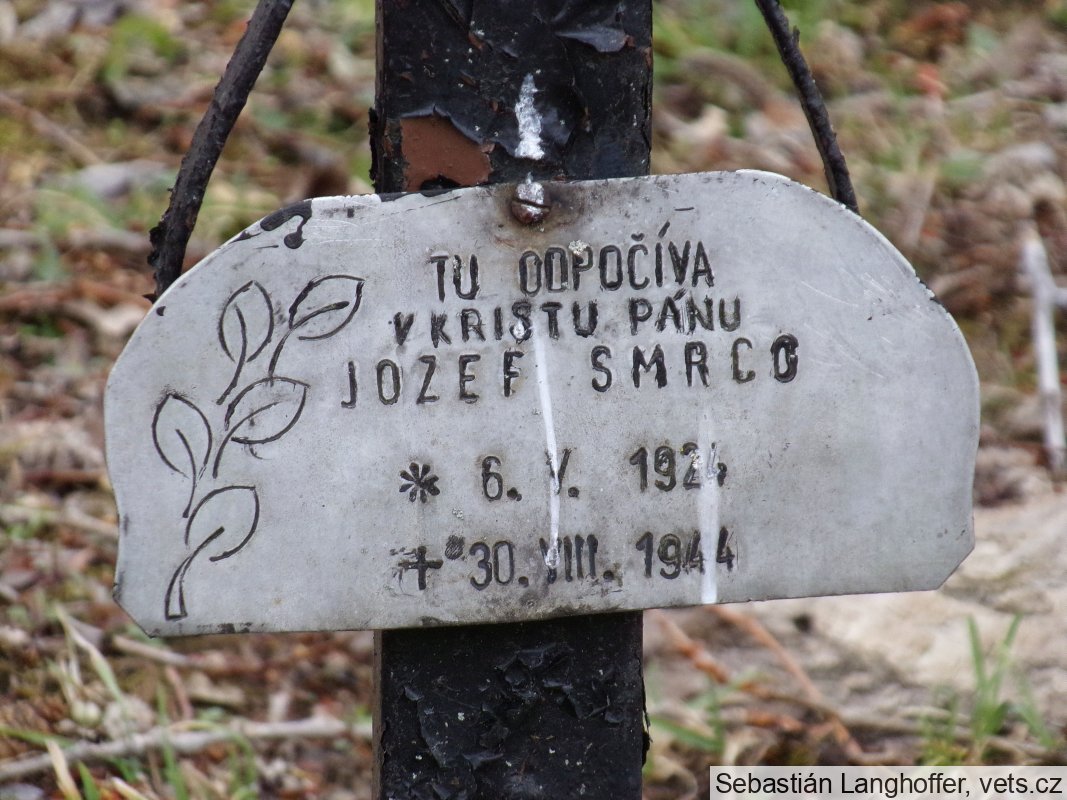 TU ODPOČÍVA
V KRISTU PÁNU
JOZEF SMRCO
* 6. V. 1924
+ 30. VIII. 1944
Sebastián Langhoffer, vets.cz